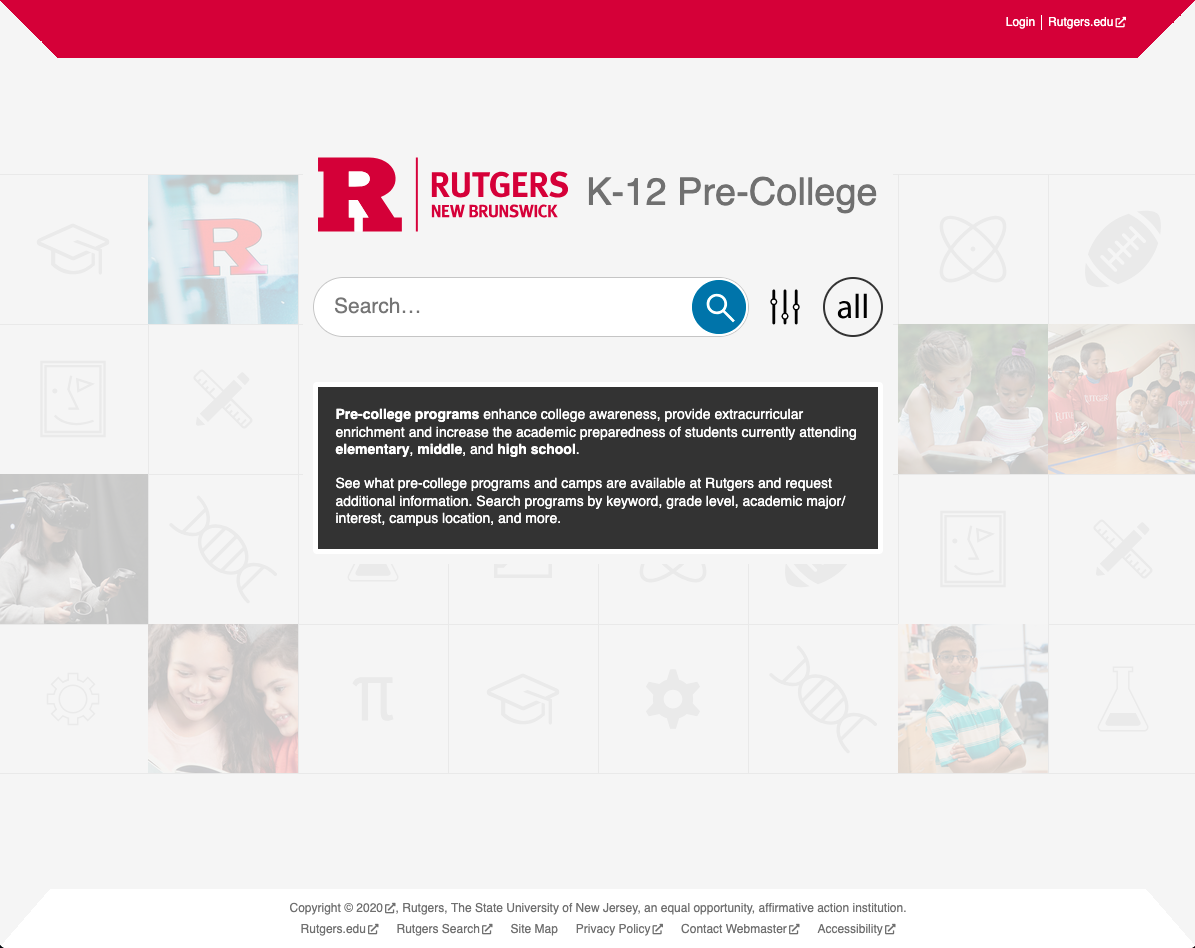 Login | Rutgers.edu
R RUTGERS K-12 Pre-College
NEW BRUNSWICK
Search...
all
Pre-college programs enhance college awareness, provide extracurricular
enrichment and increase the academic preparedness of students currently attending
elementary, middle, and high school.
See what pre-college programs and camps are available at Rutgers and request
additional information. Search programs by keyword, grade level, academic major/
interest, campus location, and more.
R
π
Copyright © 2020, Rutgers, The State University of New Jersey, an equal opportunity, affirmative action institution.
Rutgers.edu Rutgers Search Site Map Privacy Policy Contact Webmaster Accessibility